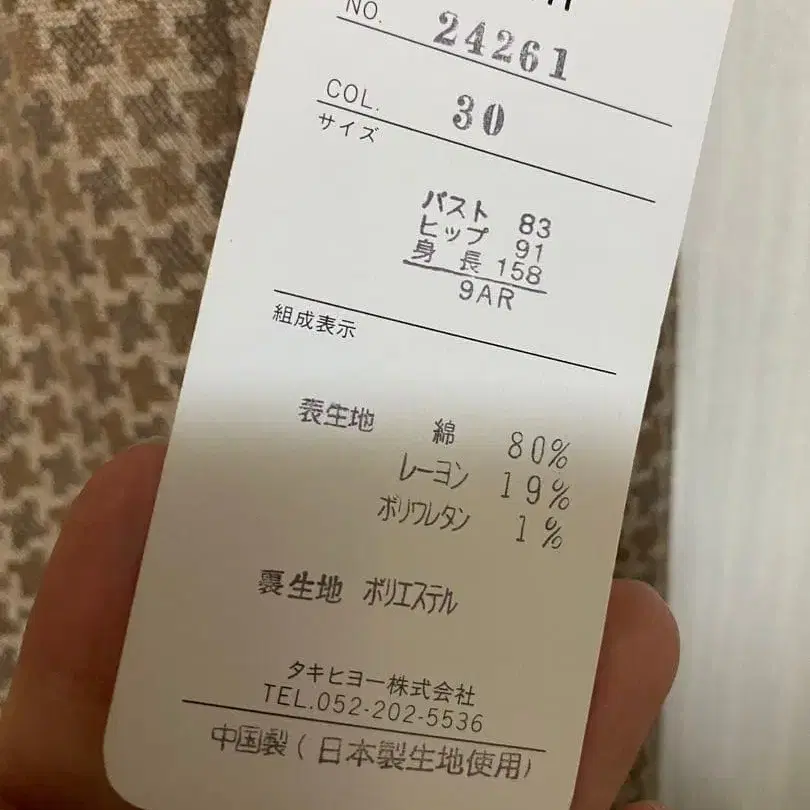 NO. 24261
COL. 30
サイズ
バスト 83
ヒップ 91
身長 158
9AR
組成表示
表生地 綿 80%
レーヨン 19%
ポリウレタン 1%
裏生地 ポリエステル
タキヒヨー株式会社
TEL.052-202-5536
中国製(日本製生地使用)